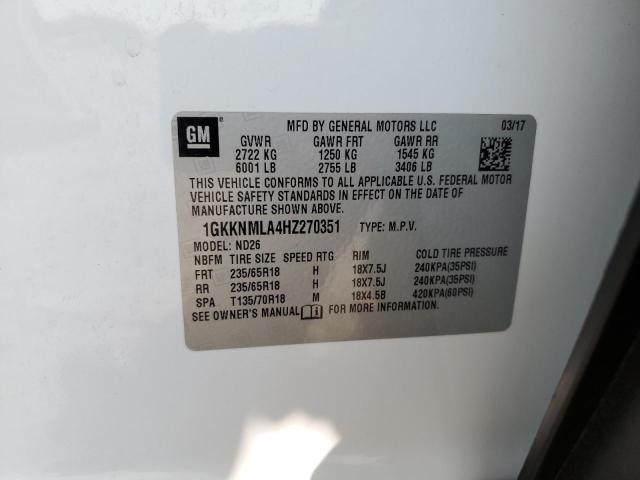 GM
MFD BY GENERAL MOTORS LLC 03/17
GVWR GAWR FRT GAWR RR
2722 KG 1250 KG 1545 KG
6001 LB 2755 LB 3406 LB
THIS VEHICLE CONFORMS TO ALL APPLICABLE U.S. FEDERAL MOTOR
VEHICLE SAFETY STANDARDS IN EFFECT ON THE DATE OF
MANUFACTURE SHOWN ABOVE.
1GKKNMLA4HZ270351 TYPE: M.P.V.
MODEL: ND26
NBFM TIRE SIZE SPEED RTG RIM COLD TIRE PRESSURE
FRT 235/65R18 H 18X7.5J 240KPA(35PSI)
RR 235/65R18 H 18X7.5J 240KPA(35PSI)
SPA T135/70R18 M 18X4.5B 420KPA(60PSI)
SEE OWNER'S MANUAL FOR MORE INFORMATION.